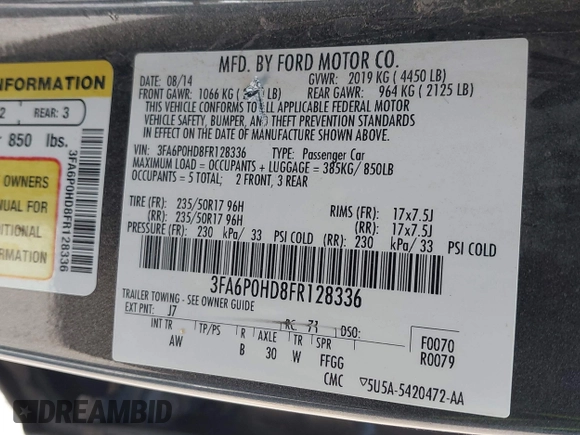 INFORMATION
2 REAR: 3
r 850 lbs.
OWNERS
NUAL FOR
DITIONAL
ORMATION
3FA6P0HD8FR128336
MFD. BY FORD MOTOR CO.
DATE: 08/14 GVWR: 2019 KG ( 4450 LB)
FRONT GAWR: 1066 KG ( LB) REAR GAWR: 964 KG ( 2125 LB)
THIS VEHICLE CONFORMS TO ALL APPLICABLE FEDERAL MOTOR
VEHICLE SAFETY, BUMPER, AND THEFT PREVENTION STANDARDS
IN EFFECT ON THE DATE OF MANUFACTURE SHOWN ABOVE.
VIN: 3FA6P0HD8FR128336 TYPE: Passenger Car
MAXIMUM LOAD = OCCUPANTS + LUGGAGE = 385KG/850LB
OCCUPANTS = 5 TOTAL; 2 FRONT, 3 REAR
TIRE (FR): 235/50R17 96H RIMS (FR): 17x7.5J
(RR): 235/50R17 96H (RR): 17x7.5J
PRESSURE (FR): 230 kPa/ 33 PSI COLD (RR): 230 kPa/ 33 PSI COLD
3FA6P0HD8FR128336
TRAILER TOWING - SEE OWNER GUIDE
EXT PNT: J7 RC: 71 DSO: F0070
INT TR TP/PS R AXLE TR SPR R0079
AW B 30 W FFGG
CMC ▽5U5A-5420472-AA
DREAMBID